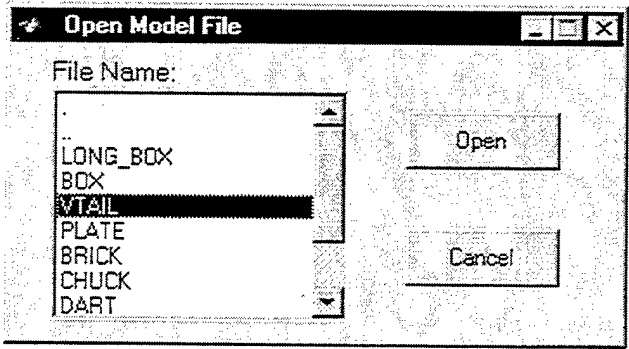 Open Model File
File Name:
.
..
LONG_BOX
BOX
VTAIL
PLATE
BRICK
CHUCK
DART
Open
Cancel